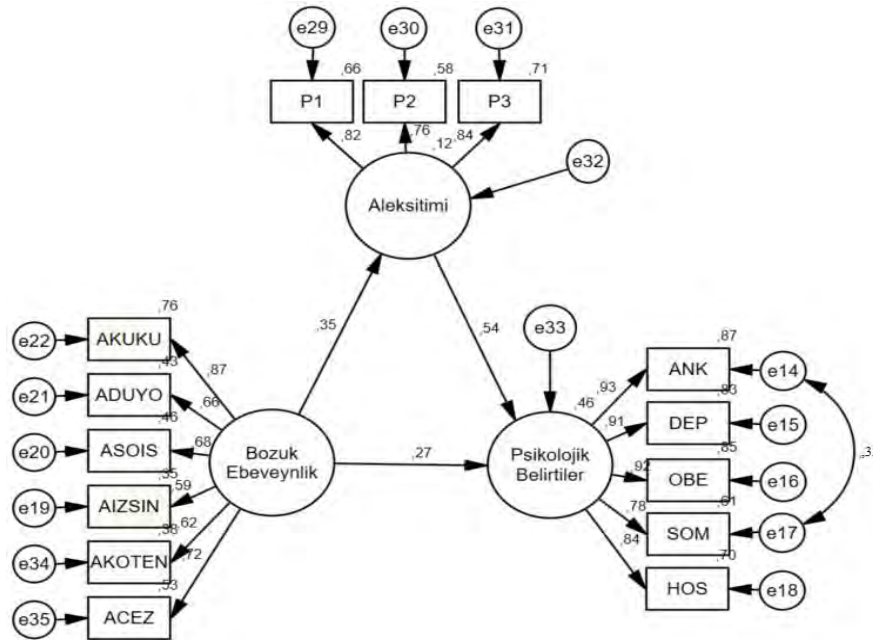 e29 e30 e31
,66 ,58 ,71
P1 P2 P3
,82 ,76 ,12 ,84
e32
Aleksitimi
,35 ,54
e33
,76
e22 AKUKU
,87
,43
e21 ADUYO
,66
,46
e20 ASOIS
,68
,35
e19 AIZSIN
,59
,38
e34 AKOTEN
,62
,72
,53
e35 ACEZ
Bozuk
Ebeveynlik
,27
Psikolojik
Belirtiler
,46
,87
,93 ANK e14
,83
,91 DEP e15
,85
,92 OBE e16
,61
,78 SOM e17
,70
,84 HOS e18